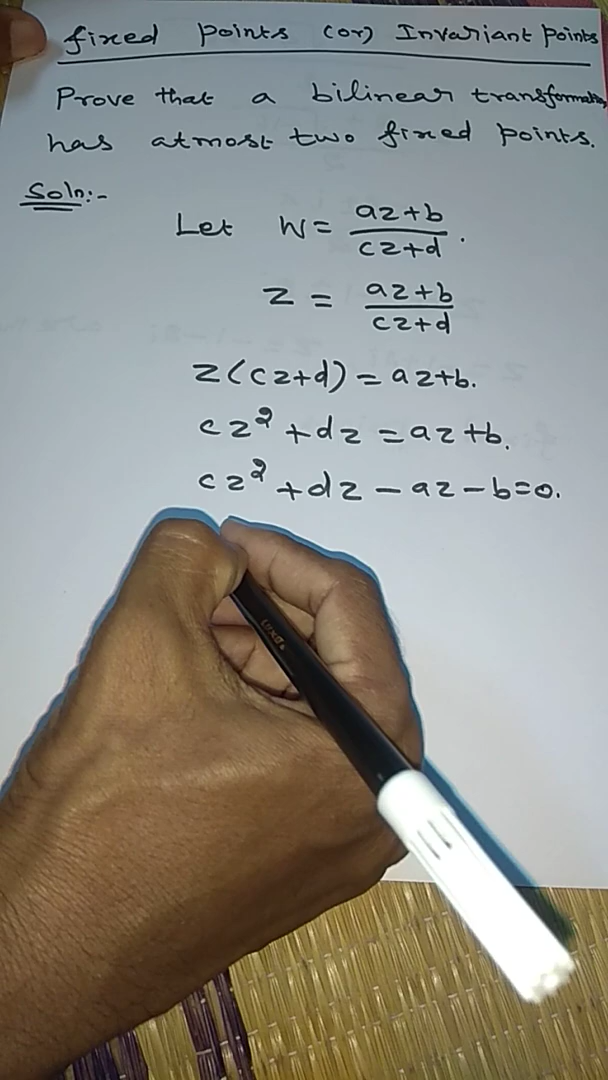 fixed points (or) Invariant points
Prove that a bilinear transformation
has atmost two fixed points.
Soln:-
Let W = az+b / cz+d .
z = az+b / cz+d
z(cz+d) = az+b.
cz² + dz = az+b.
cz² + dz - az - b = 0.